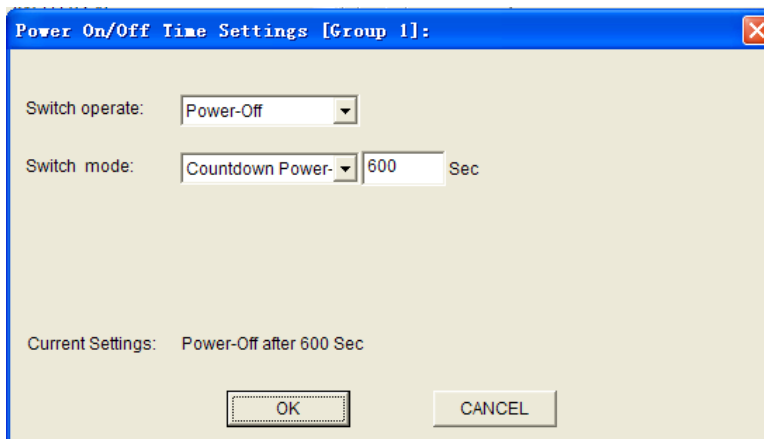 Power On/Off Time Settings [Group 1]:
Switch operate: Power-Off
Switch mode: Countdown Power- 600 Sec
Current Settings: Power-Off after 600 Sec
OK CANCEL